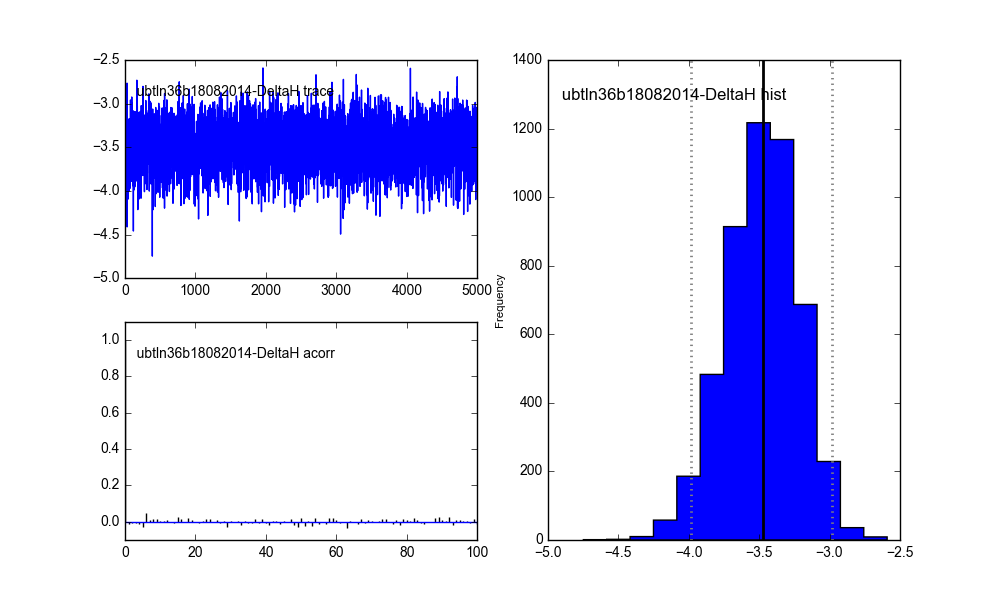 −2.5
−3.0
−3.5
−4.0
−4.5
−5.0
ubtln36b18082014-DeltaH trace
0 1000 2000 3000 4000 5000
1.0
0.8
0.6
0.4
0.2
0.0
ubtln36b18082014-DeltaH acorr
0 20 40 60 80 100
1400
1200
1000
800
600
400
200
0
Frequency
ubtln36b18082014-DeltaH hist
−5.0 −4.5 −4.0 −3.5 −3.0 −2.5